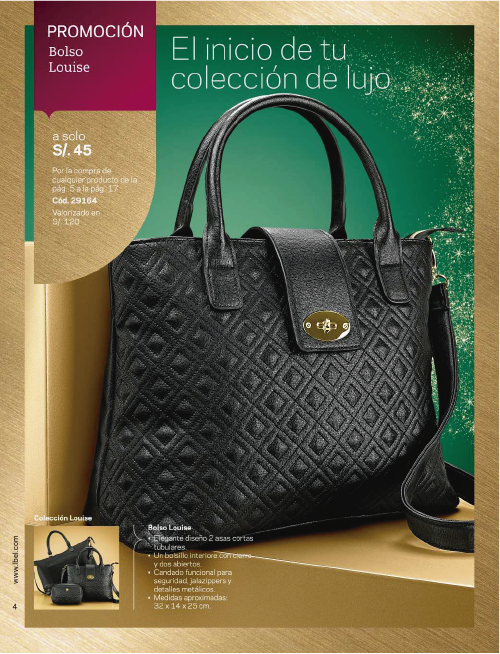 PROMOCIÓN
Bolso
Louise
El inicio de tu
colección de lujo
a solo
S/. 45
Por la compra de
cualquier producto de la
pág. 5 a la pág. 17
Cód. 29164
Valorizado en
S/. 120
Colección Louise
Bolso Louise
• Elegante diseño 2 asas cortas
tubulares.
• Un bolsillo interiore con cierre
y dos abiertos.
• Candado funcional para
seguridad, jalazippers y
detalles metálicos.
• Medidas aproximadas:
32 x 14 x 25 cm.
www.lbel.com
4